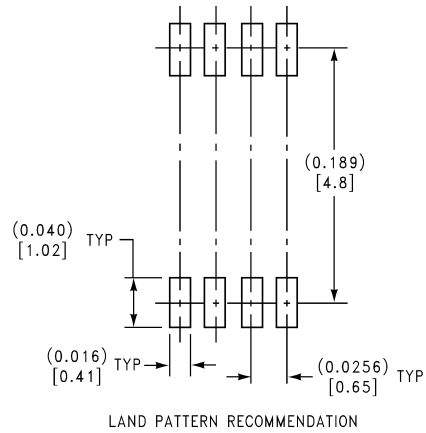 (0.189)
[4.8]
(0.040)
[1.02]
TYP
(0.016)
[0.41]
TYP
(0.0256)
[0.65]
TYP
LAND PATTERN RECOMMENDATION